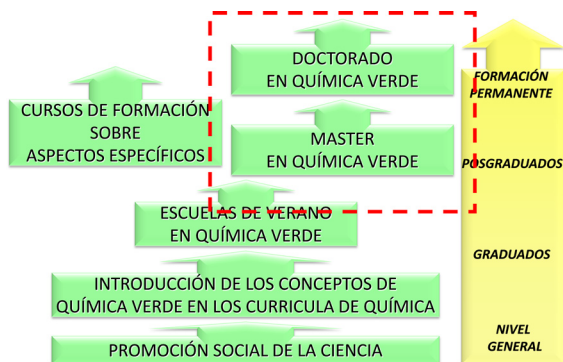 DOCTORADO
EN QUÍMICA VERDE
CURSOS DE FORMACIÓN
SOBRE
ASPECTOS ESPECÍFICOS
MASTER
EN QUÍMICA VERDE
ESCUELAS DE VERANO
EN QUÍMICA VERDE
INTRODUCCIÓN DE LOS CONCEPTOS DE
QUÍMICA VERDE EN LOS CURRICULA DE QUÍMICA
PROMOCIÓN SOCIAL DE LA CIENCIA
FORMACIÓN
PERMANENTE
POSGRADUADOS
GRADUADOS
NIVEL
GENERAL